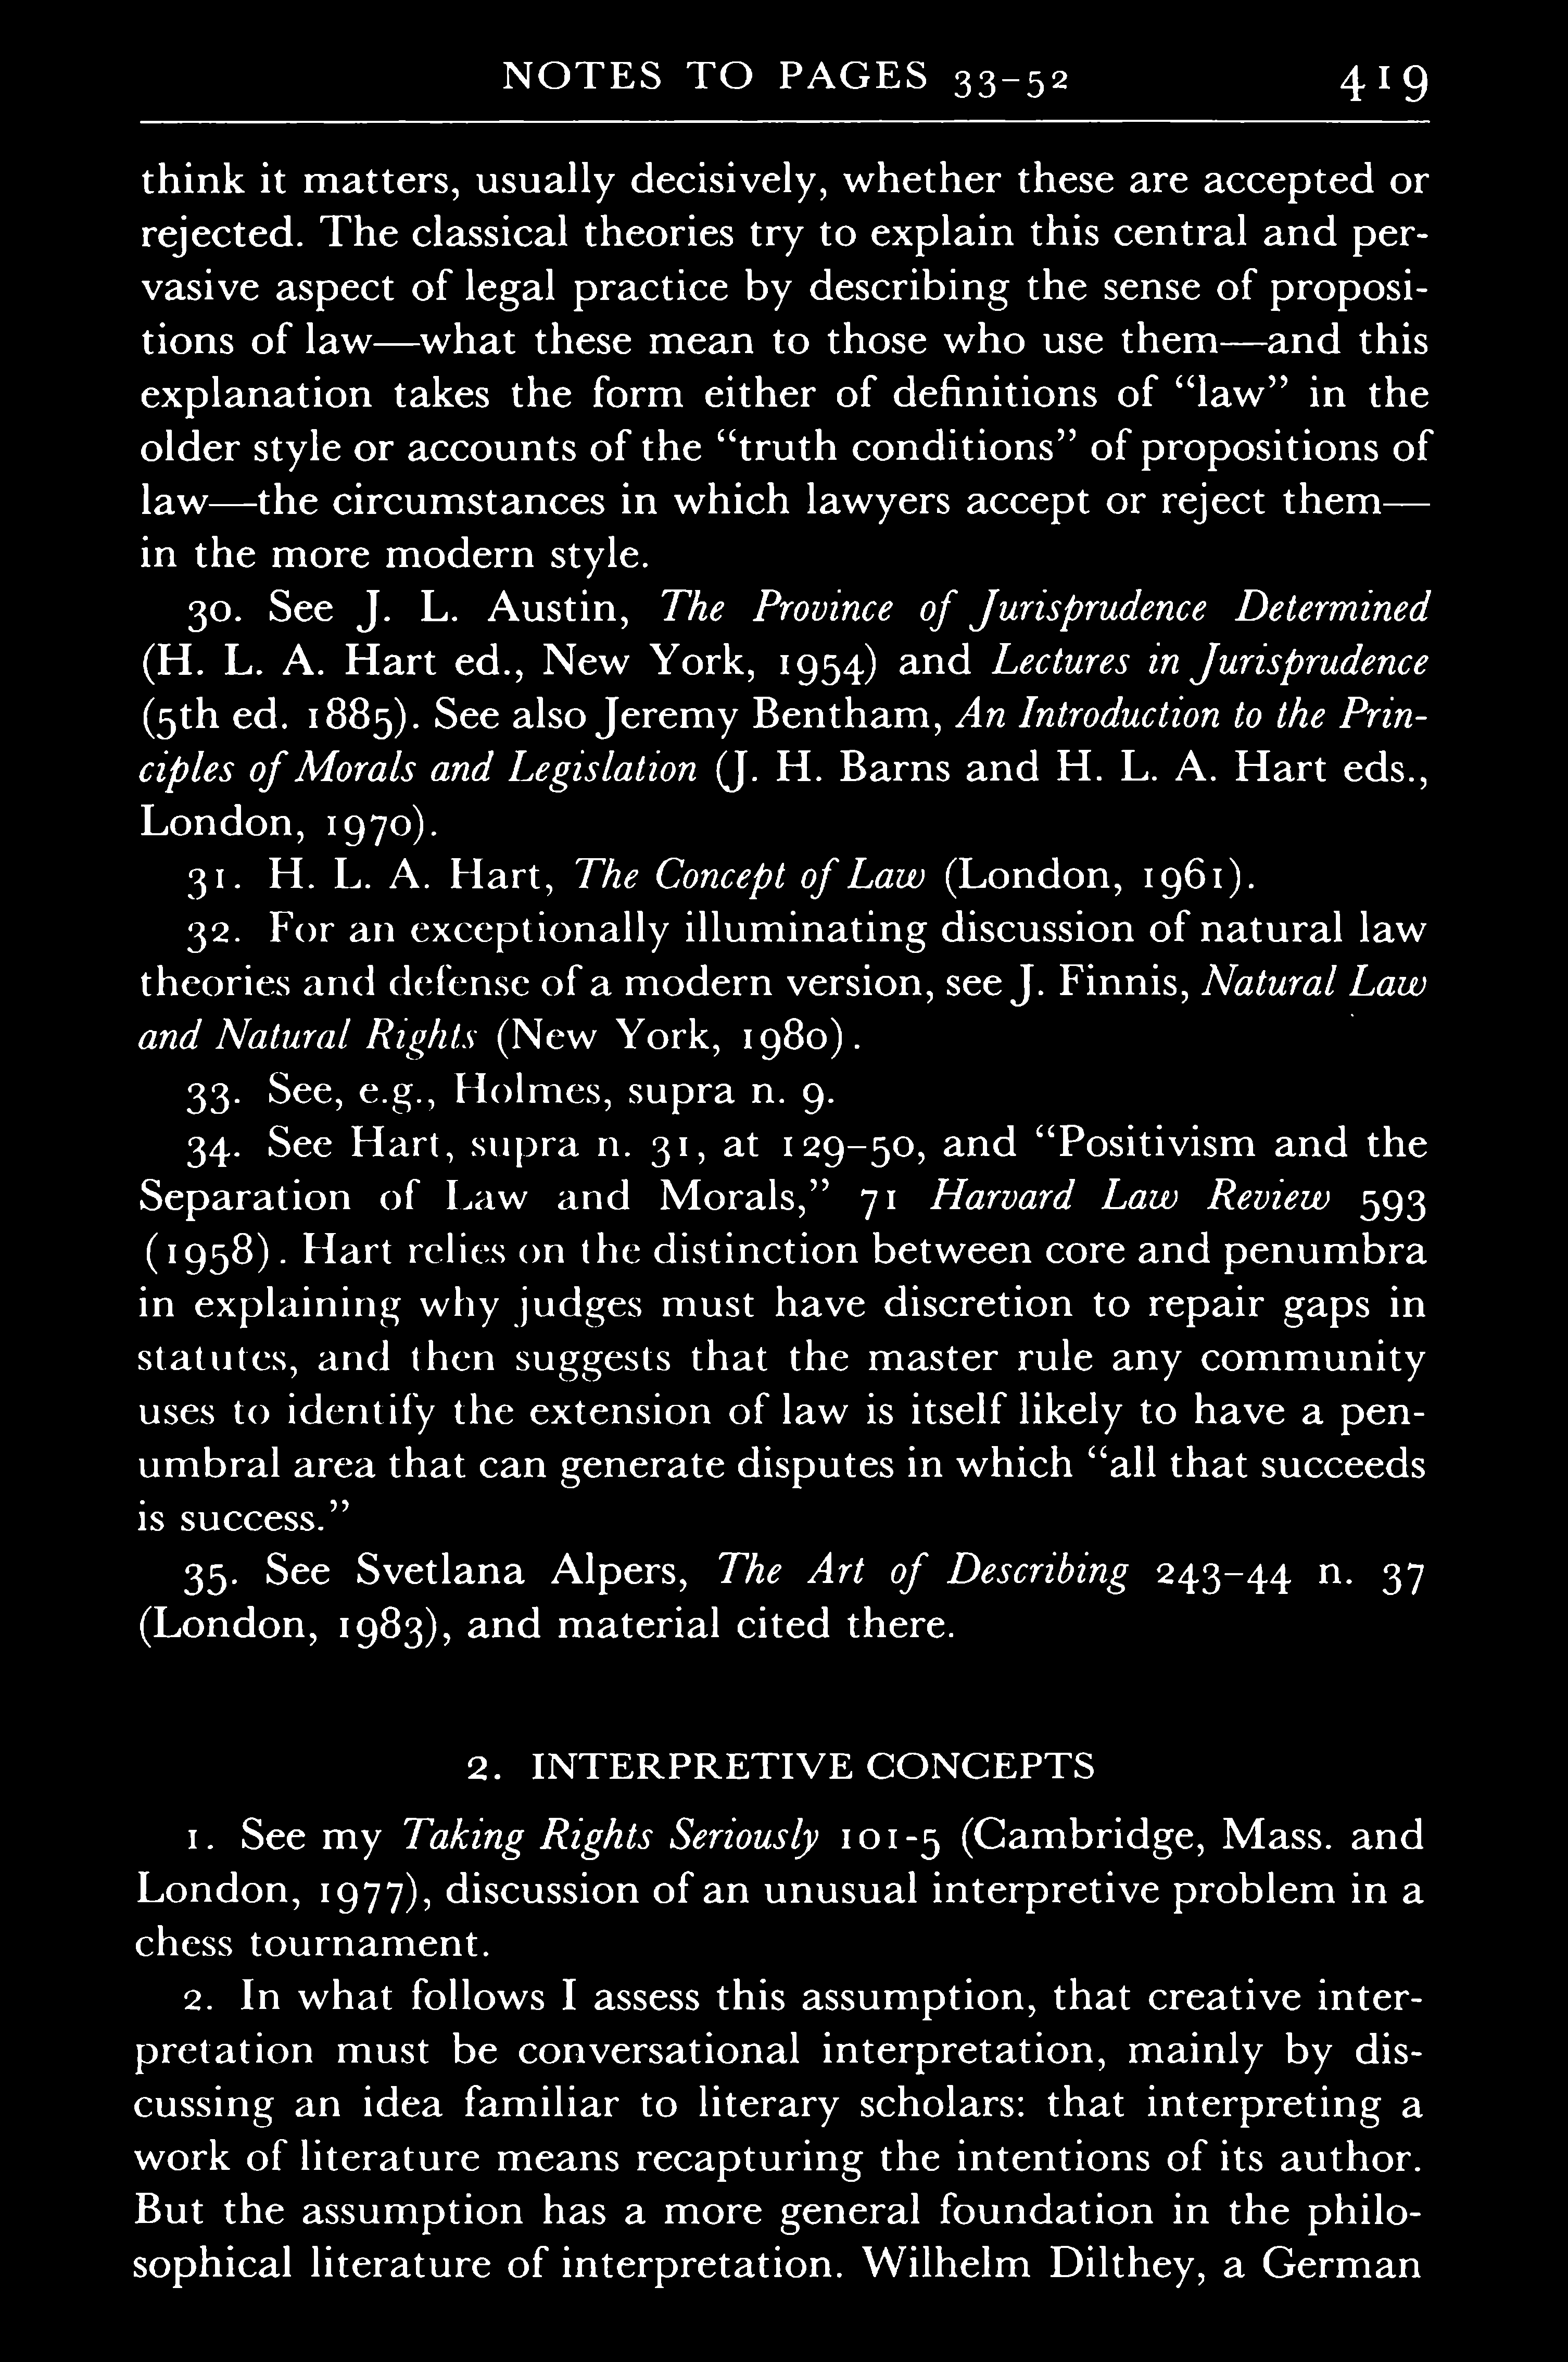 NOTES TO PAGES 33–52 419
think it matters, usually decisively, whether these are accepted or
rejected. The classical theories try to explain this central and per-
vasive aspect of legal practice by describing the sense of proposi-
tions of law—what these mean to those who use them—and this
explanation takes the form either of definitions of “law” in the
older style or accounts of the “truth conditions” of propositions of
law—the circumstances in which lawyers accept or reject them—
in the more modern style.
30. See J. L. Austin, The Province of Jurisprudence Determined
(H. L. A. Hart ed., New York, 1954) and Lectures in Jurisprudence
(5th ed. 1885). See also Jeremy Bentham, An Introduction to the Prin-
ciples of Morals and Legislation (J. H. Barns and H. L. A. Hart eds.,
London, 1970).
31. H. L. A. Hart, The Concept of Law (London, 1961).
32. For an exceptionally illuminating discussion of natural law
theories and defense of a modern version, see J. Finnis, Natural Law
and Natural Rights (New York, 1980).
33. See, e.g., Holmes, supra n. 9.
34. See Hart, supra n. 31, at 129–50, and “Positivism and the
Separation of Law and Morals,” 71 Harvard Law Review 593
(1958). Hart relies on the distinction between core and penumbra
in explaining why judges must have discretion to repair gaps in
statutes, and then suggests that the master rule any community
uses to identify the extension of law is itself likely to have a pen-
umbral area that can generate disputes in which “all that succeeds
is success.”
35. See Svetlana Alpers, The Art of Describing 243–44 n. 37
(London, 1983), and material cited there.
2. INTERPRETIVE CONCEPTS
1. See my Taking Rights Seriously 101-5 (Cambridge, Mass. and
London, 1977), discussion of an unusual interpretive problem in a
chess tournament.
2. In what follows I assess this assumption, that creative inter-
pretation must be conversational interpretation, mainly by dis-
cussing an idea familiar to literary scholars: that interpreting a
work of literature means recapturing the intentions of its author.
But the assumption has a more general foundation in the philo-
sophical literature of interpretation. Wilhelm Dilthey, a German